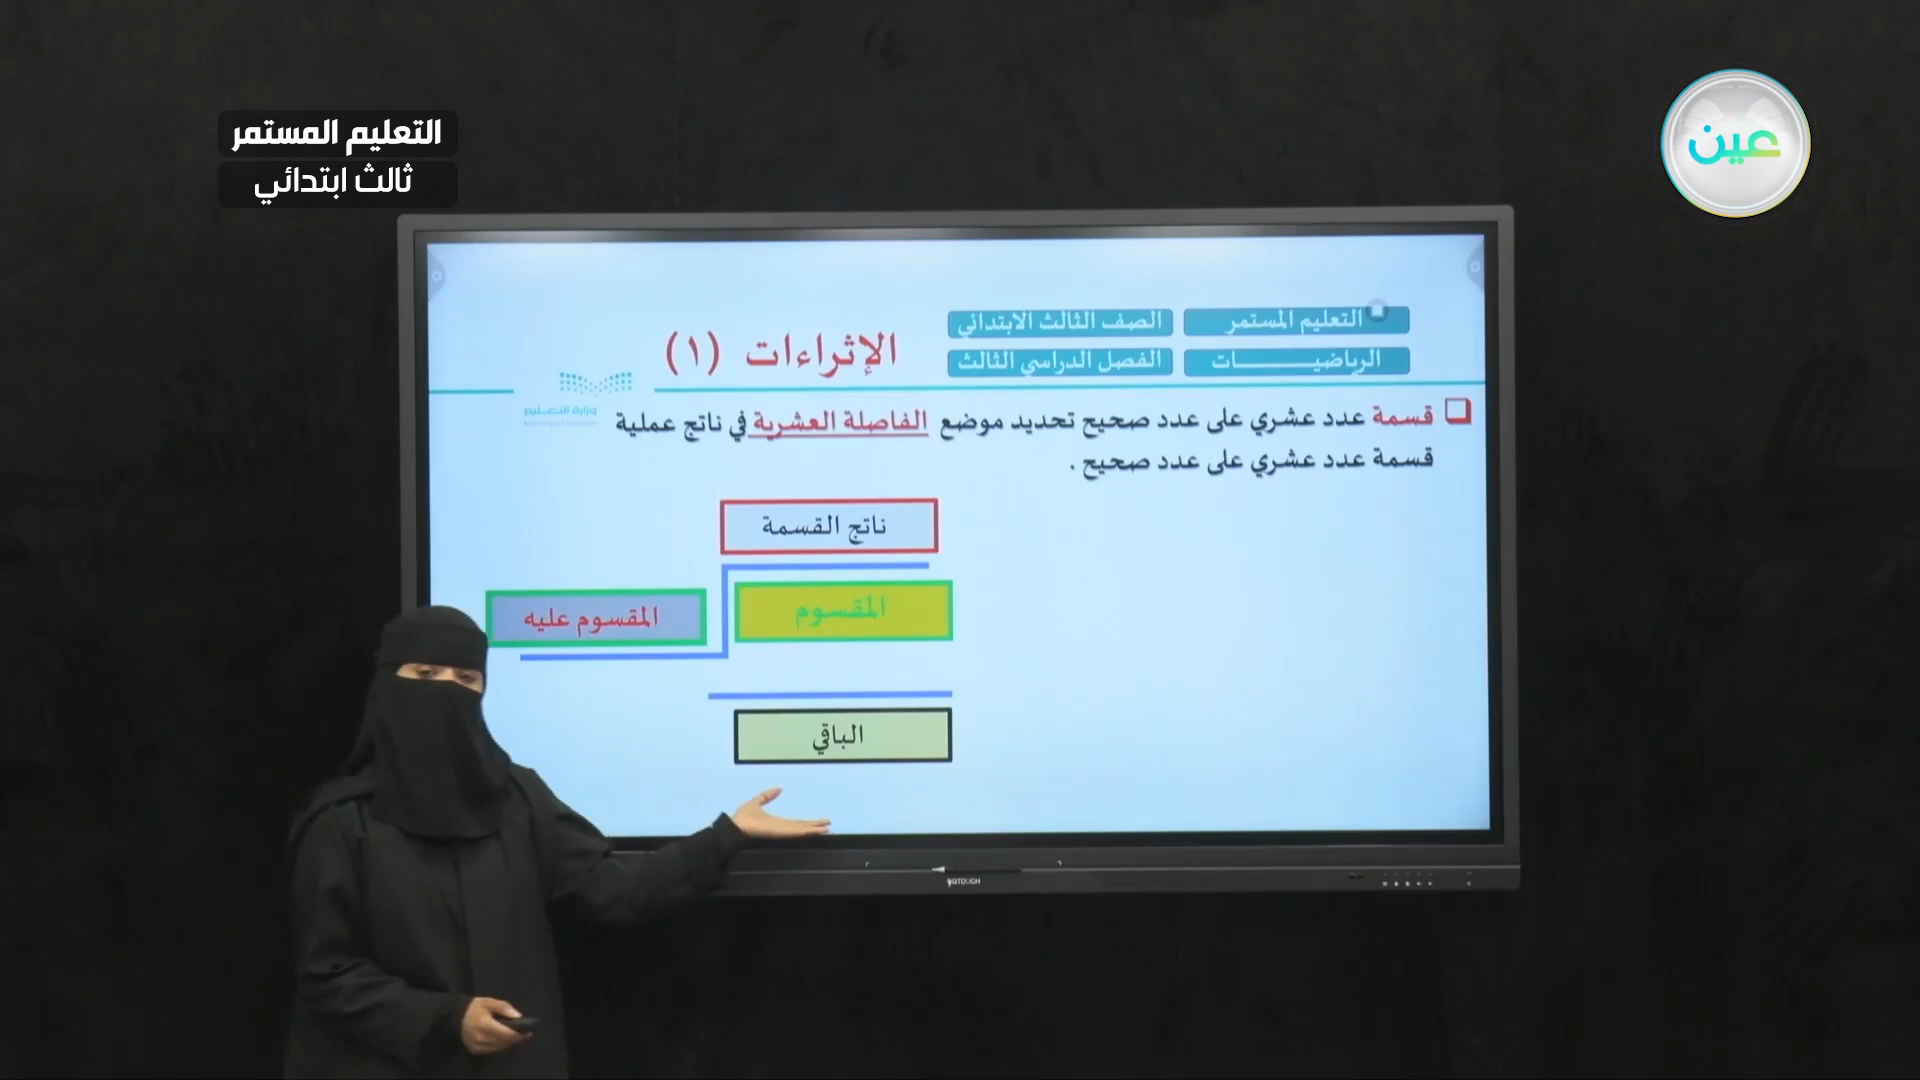 التعليم المستمر
ثالث ابتدائي
عين
التعليم المستمر
الصف الثالث الابتدائي
الرياضيـــات
الفصل الدراسي الثالث
الإثراءات (١)
وزارة التعليم
قسمة عدد عشري على عدد صحيح تحديد موضع الفاصلة العشرية في ناتج عملية
قسمة عدد عشري على عدد صحيح .
ناتج القسمة
المقسوم
المقسوم عليه
الباقي